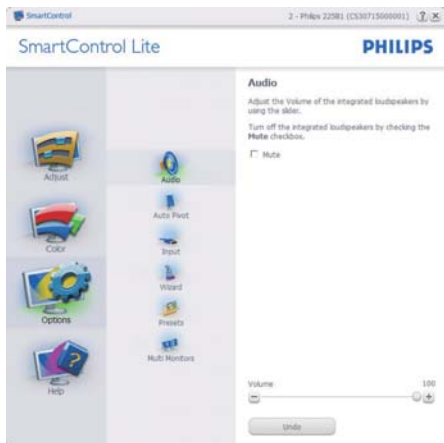 SmartControl
2 - Philips 225B1 (CS30715000001)
SmartControl Lite
PHILIPS
Adjust
Color
Options
Help
Audio
Auto Pivot
Input
Wizard
Presets
Multi Monitors
Audio
Adjust the Volume of the integrated loudspeakers by
using the slider.
Turn off the integrated loudspeakers by checking the
Mute checkbox.
Mute
Volume
100
Undo